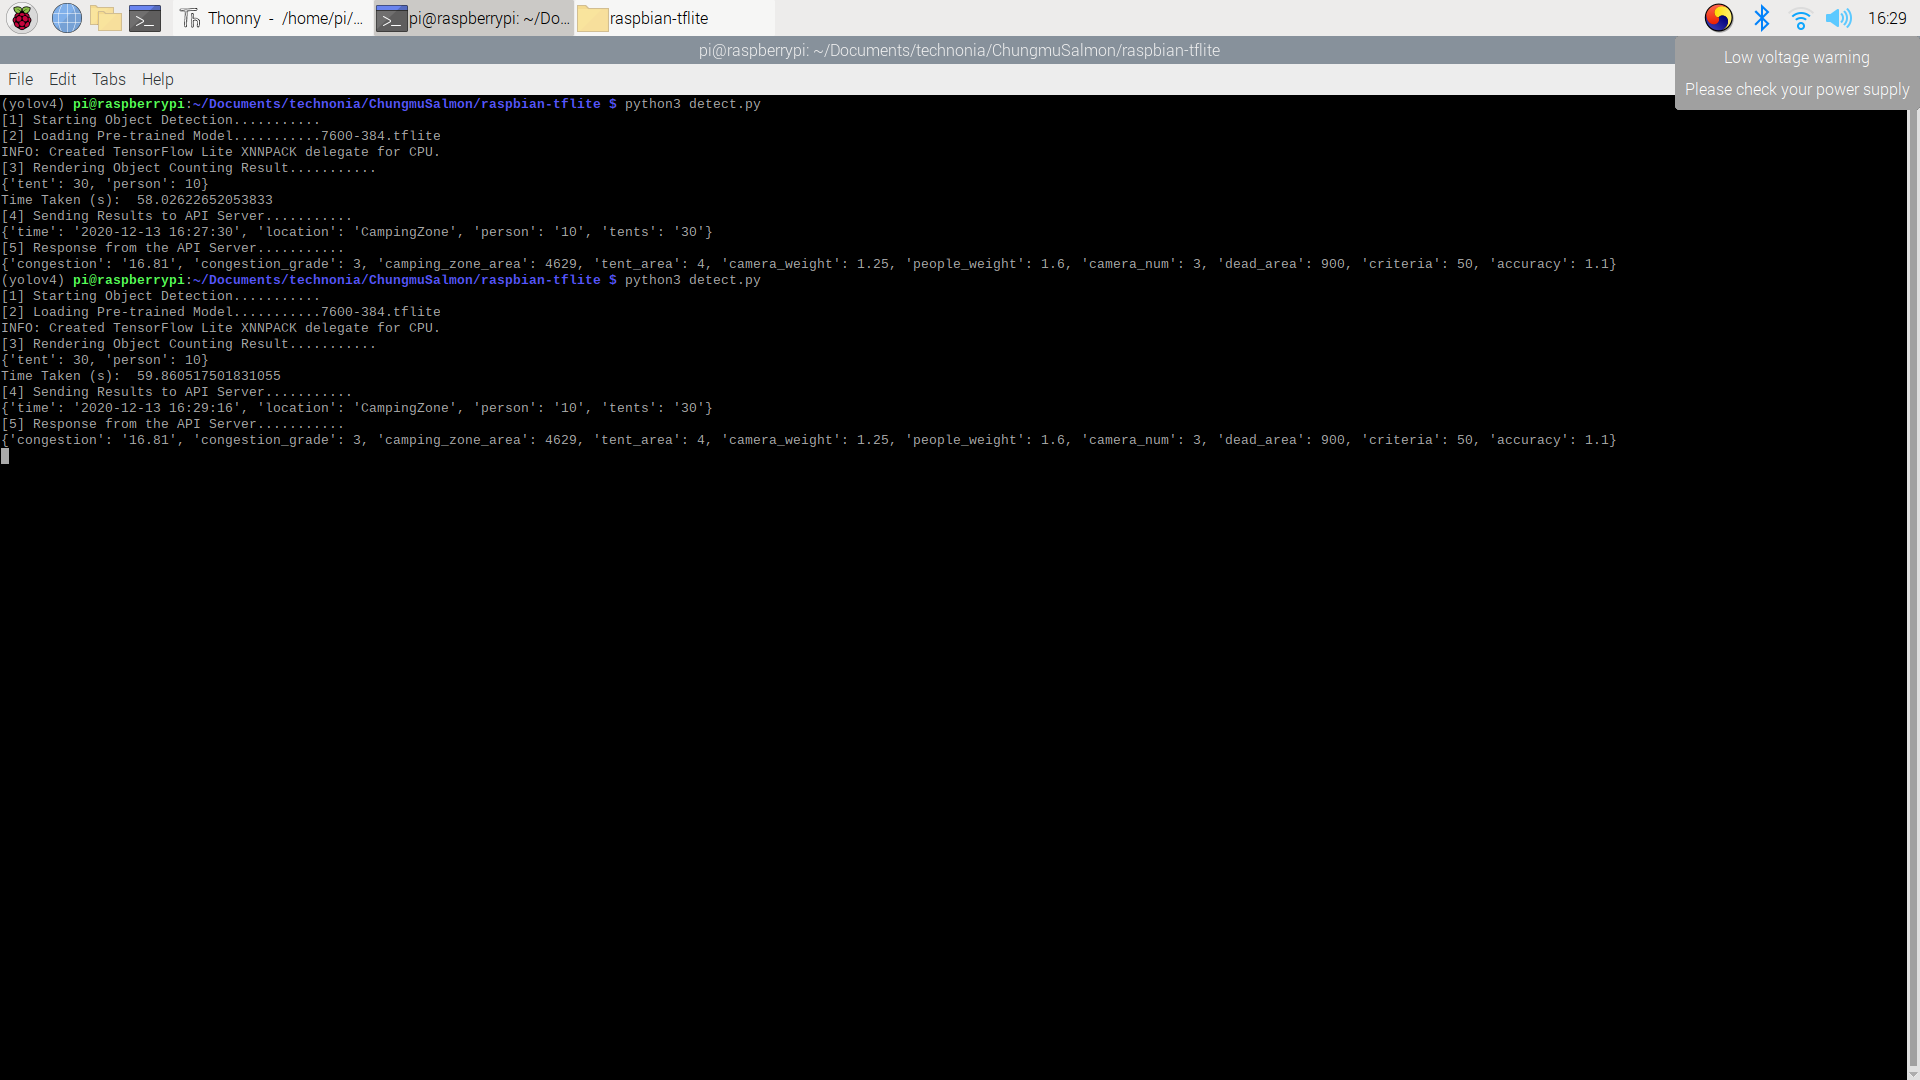 Thonny - /home/pi/...
pi@raspberrypi: ~/Do...
raspbian-tflite
16:29
pi@raspberrypi: ~/Documents/technonia/ChungmuSalmon/raspbian-tflite
Low voltage warning
Please check your power supply
File Edit Tabs Help
(yolov4) pi@raspberrypi:~/Documents/technonia/ChungmuSalmon/raspbian-tflite $ python3 detect.py
[1] Starting Object Detection...........
[2] Loading Pre-trained Model...........7600-384.tflite
INFO: Created TensorFlow Lite XNNPACK delegate for CPU.
[3] Rendering Object Counting Result...........
{'tent': 30, 'person': 10}
Time Taken (s):  58.02622652053833
[4] Sending Results to API Server...........
{'time': '2020-12-13 16:27:30', 'location': 'CampingZone', 'person': '10', 'tents': '30'}
[5] Response from the API Server...........
{'congestion': '16.81', 'congestion_grade': 3, 'camping_zone_area': 4629, 'tent_area': 4, 'camera_weight': 1.25, 'people_weight': 1.6, 'camera_num': 3, 'dead_area': 900, 'criteria': 50, 'accuracy': 1.1}
(yolov4) pi@raspberrypi:~/Documents/technonia/ChungmuSalmon/raspbian-tflite $ python3 detect.py
[1] Starting Object Detection...........
[2] Loading Pre-trained Model...........7600-384.tflite
INFO: Created TensorFlow Lite XNNPACK delegate for CPU.
[3] Rendering Object Counting Result...........
{'tent': 30, 'person': 10}
Time Taken (s):  59.860517501831055
[4] Sending Results to API Server...........
{'time': '2020-12-13 16:29:16', 'location': 'CampingZone', 'person': '10', 'tents': '30'}
[5] Response from the API Server...........
{'congestion': '16.81', 'congestion_grade': 3, 'camping_zone_area': 4629, 'tent_area': 4, 'camera_weight': 1.25, 'people_weight': 1.6, 'camera_num': 3, 'dead_area': 900, 'criteria': 50, 'accuracy': 1.1}